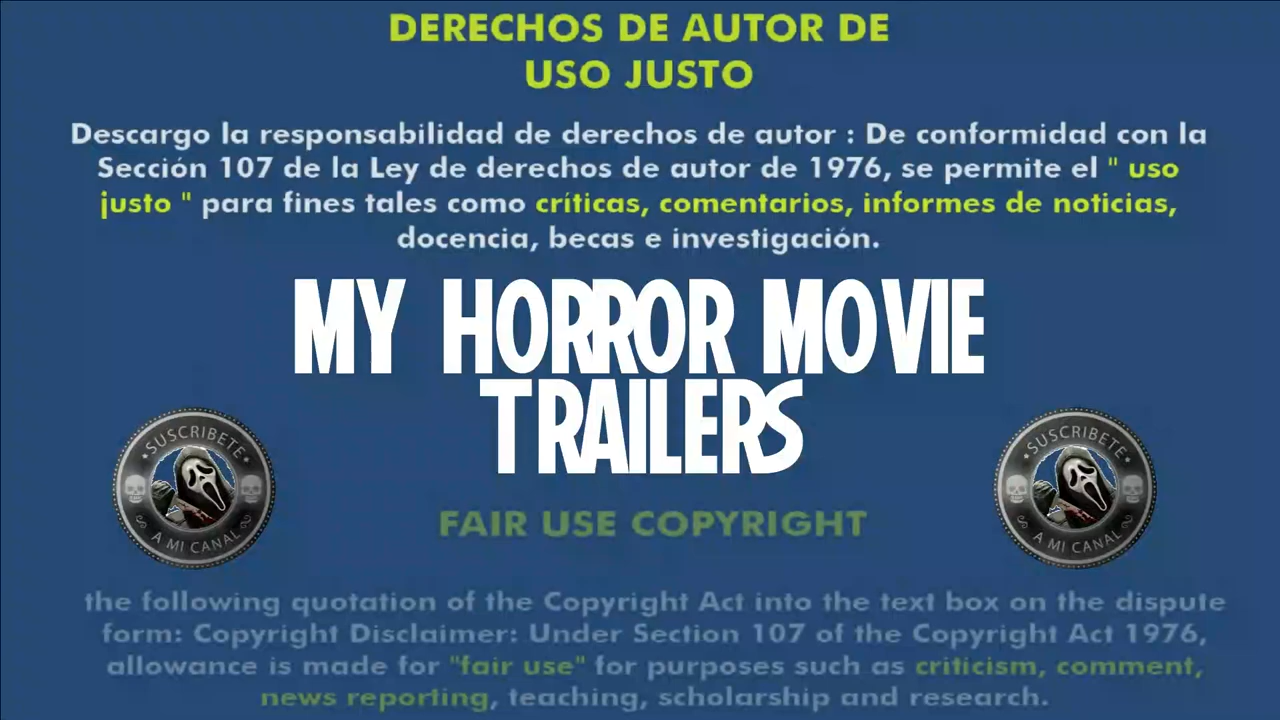 DERECHOS DE AUTOR DE
USO JUSTO
Descargo la responsabilidad de derechos de autor : De conformidad con la
Sección 107 de la Ley de derechos de autor de 1976, se permite el " uso
justo " para fines tales como críticas, comentarios, informes de noticias,
docencia, becas e investigación.
MY HORROR MOVIE
TRAILERS
SUSCRIBETE
A MI CANAL
SUSCRIBETE
A MI CANAL
FAIR USE COPYRIGHT
the following quotation of the Copyright Act into the text box on the dispute
form: Copyright Disclaimer: Under Section 107 of the Copyright Act 1976,
allowance is made for "fair use" for purposes such as criticism, comment,
news reporting, teaching, scholarship and research.